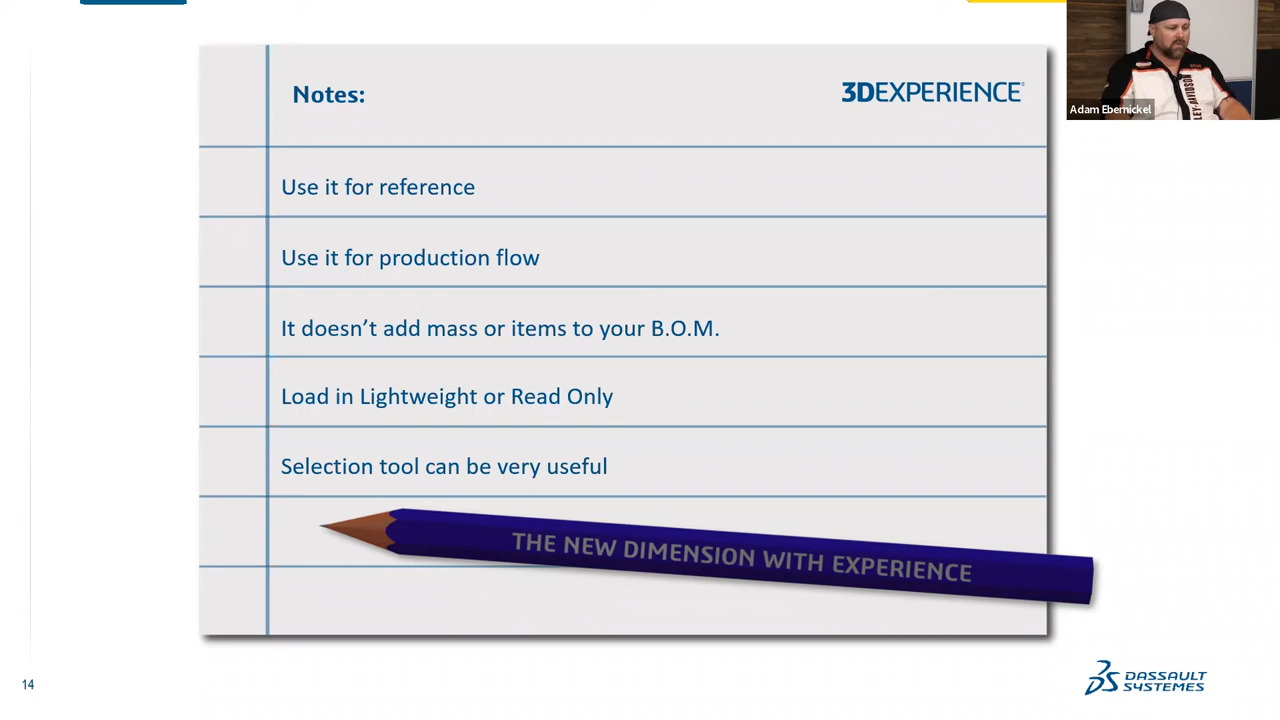 Notes:
3DEXPERIENCE
Adam Ebernickel
Use it for reference
Use it for production flow
It doesn’t add mass or items to your B.O.M.
Load in Lightweight or Read Only
Selection tool can be very useful
THE NEW DIMENSION WITH EXPERIENCE
14
DASSAULT
SYSTEMES